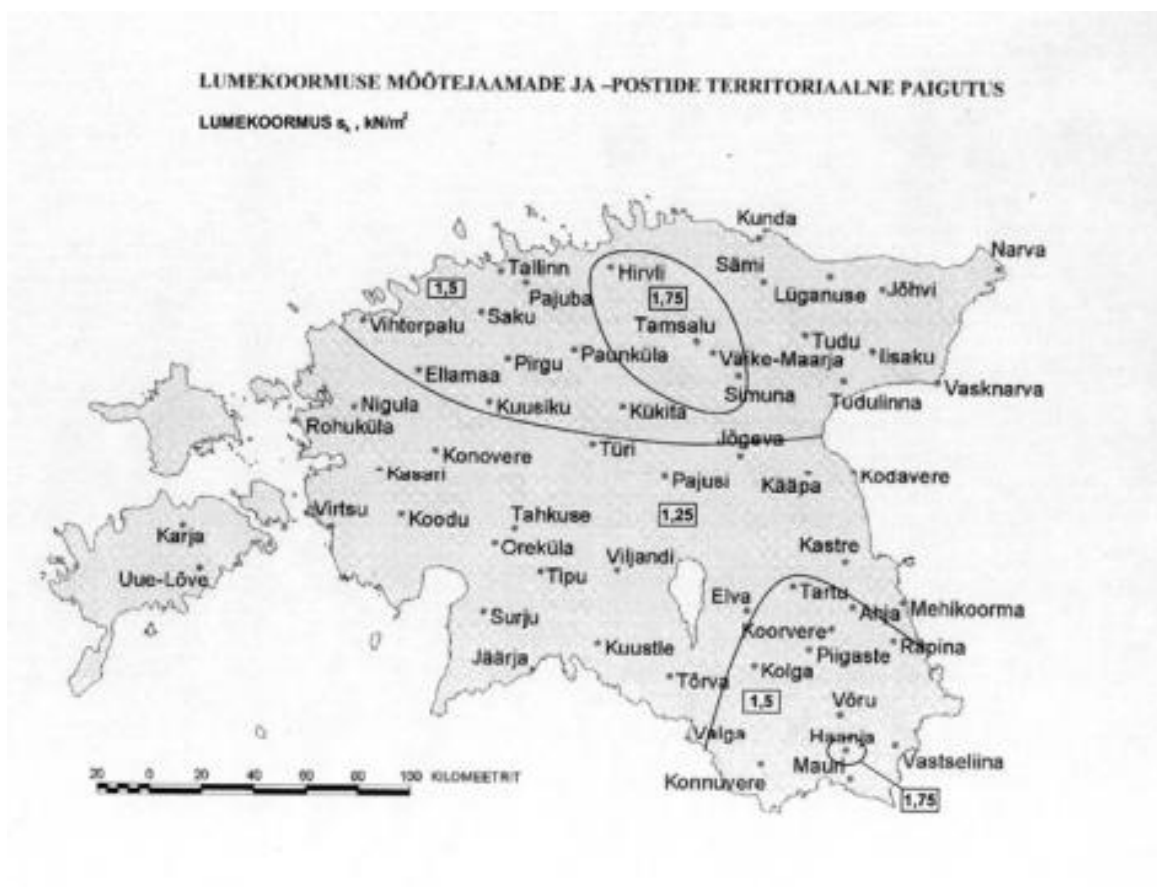 LUMEKOORMUSE MÕÕTEJAAMADE JA –POSTIDE TERRITORIAALNE PAIGUTUS
LUMEKOORMUS sk , kN/m²
Kunda
Narva
Tallinn
Hirvli
Sämi
1,5
Pajuba
1,75
Lüganuse
Jõhvi
Vihterpalu
Saku
Tamsalu
Tudu
Pirgu
Paunküla
Väike-Maarja
Iisaku
Ellamaa
Simuna
Vasknarva
Nigula
Kuusiku
Kükita
Tudulinna
Rohuküla
Türi
Jõgeva
Konovere
Kasari
Pajusi
Kääpa
Kodavere
Virtsu
Koodu
Tahkuse
1,25
Karja
Oreküla
Viljandi
Kastre
Uue-Lõve
Tipu
Elva
Tartu
Ahja
Mehikoorma
Surju
Koorvere
Räpina
Kuustle
Piigaste
Jäärja
Kolga
Tõrva
1,5
Võru
Valga
Haanja
Vastseliina
Mauri
Konnuvere
20 0 20 40 60 80 100 KILOMEETRIT
1,75